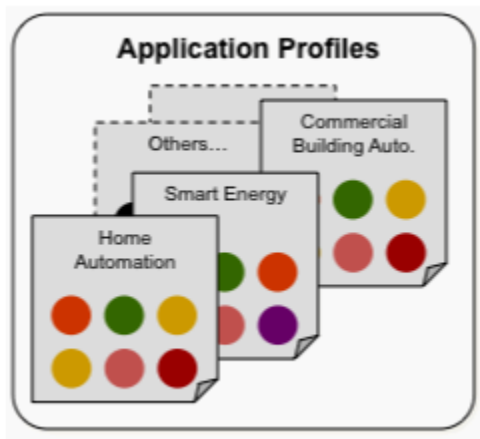 Application Profiles
Commercial
Building Auto.
Others...
Smart Energy
Home
Automation